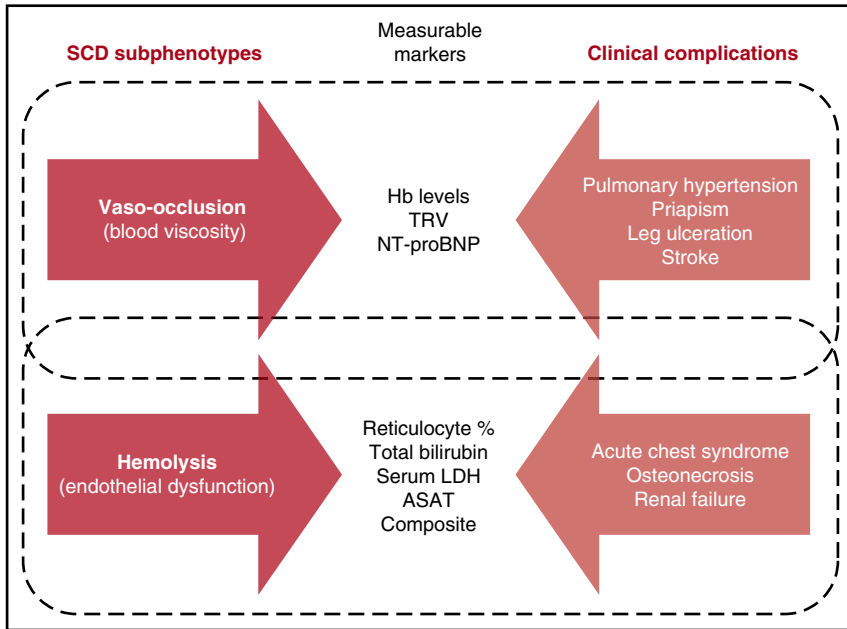 SCD subphenotypes
Measurable
markers
Clinical complications
Vaso-occlusion
(blood viscosity)
Hb levels
TRV
NT-proBNP
Pulmonary hypertension
Priapism
Leg ulceration
Stroke
Hemolysis
(endothelial dysfunction)
Reticulocyte %
Total bilirubin
Serum LDH
ASAT
Composite
Acute chest syndrome
Osteonecrosis
Renal failure